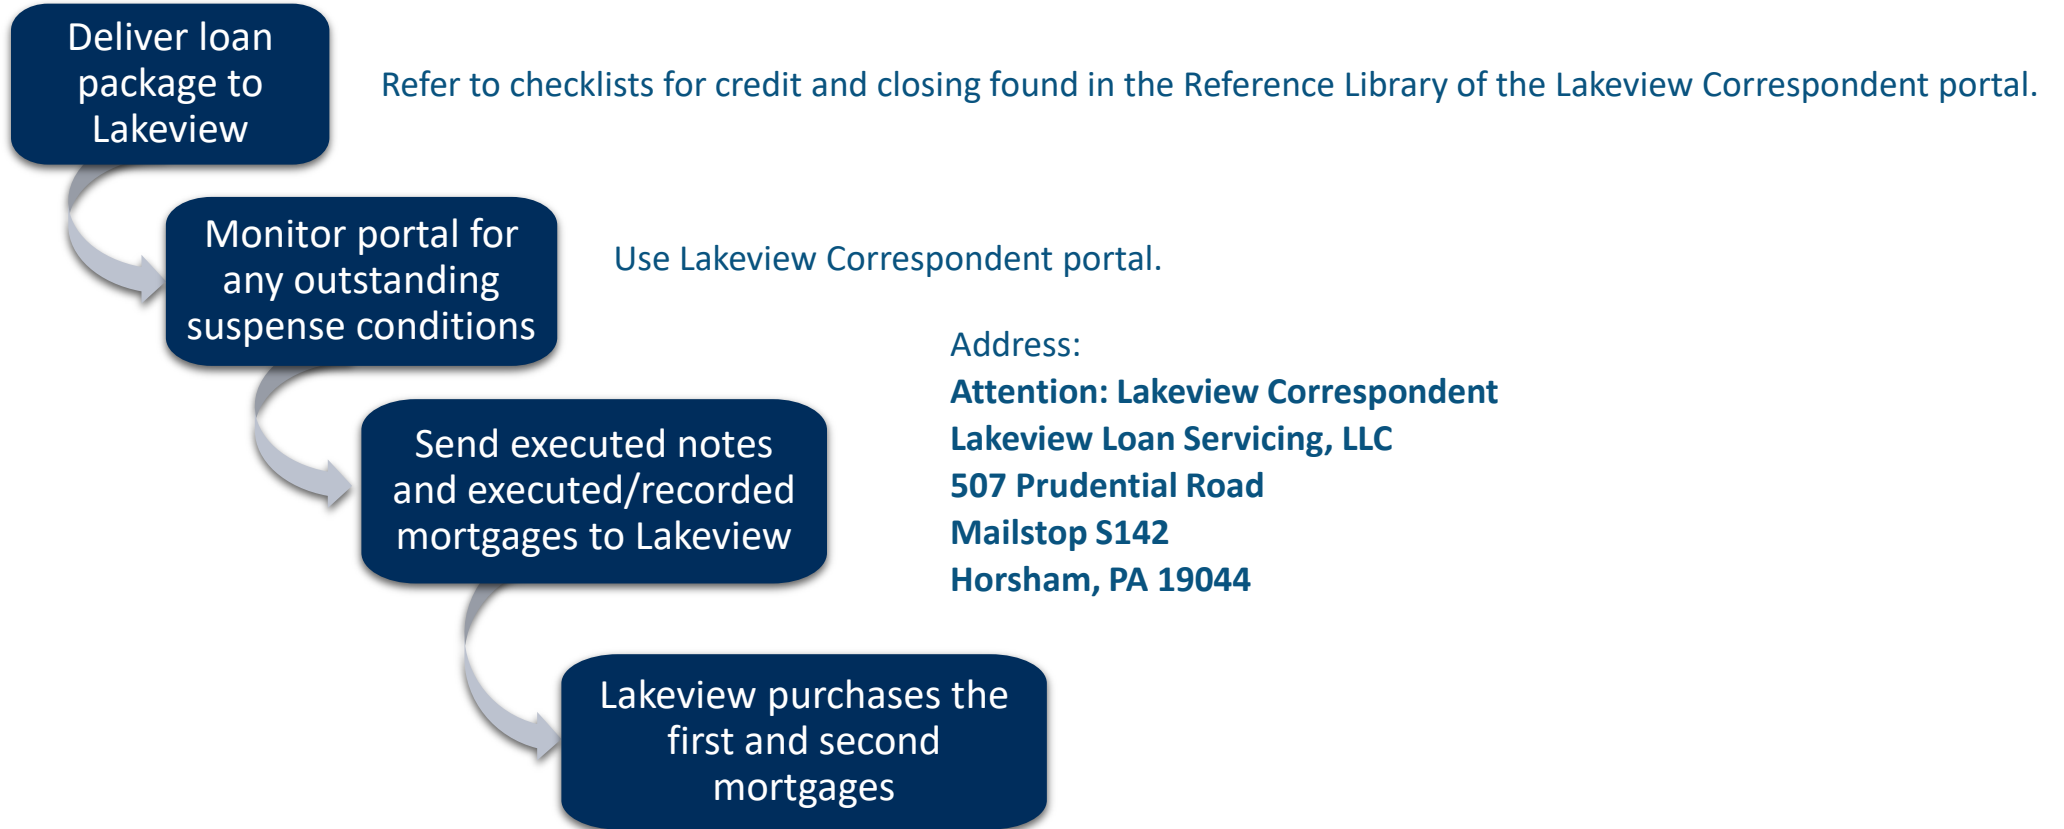 Deliver loan
package to
Lakeview
Refer to checklists for credit and closing found in the Reference Library of the Lakeview Correspondent portal.
Monitor portal for
any outstanding
suspense conditions
Use Lakeview Correspondent portal.
Send executed notes
and executed/recorded
mortgages to Lakeview
Address:
Attention: Lakeview Correspondent
Lakeview Loan Servicing, LLC
507 Prudential Road
Mailstop S142
Horsham, PA 19044
Lakeview purchases the
first and second
mortgages